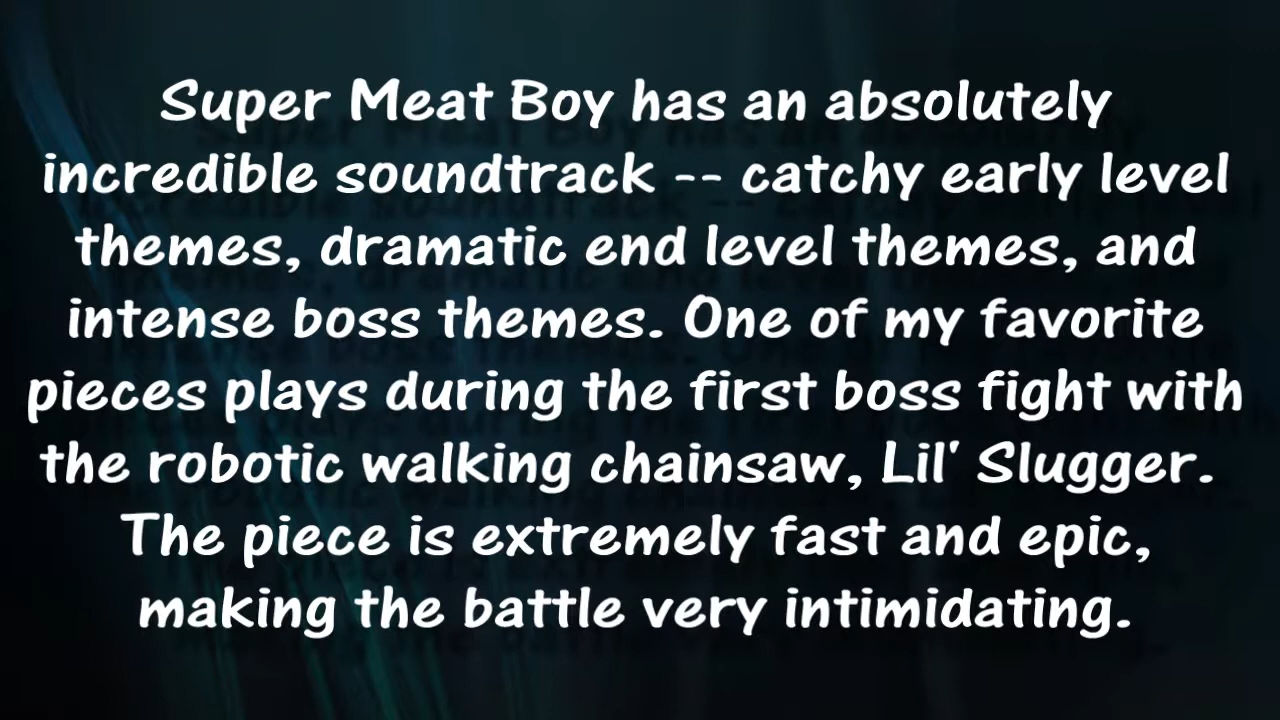 Super Meat Boy has an absolutely
incredible soundtrack -- catchy early level
themes, dramatic end level themes, and
intense boss themes. One of my favorite
pieces plays during the first boss fight with
the robotic walking chainsaw, Lil' Slugger.
The piece is extremely fast and epic,
making the battle very intimidating.